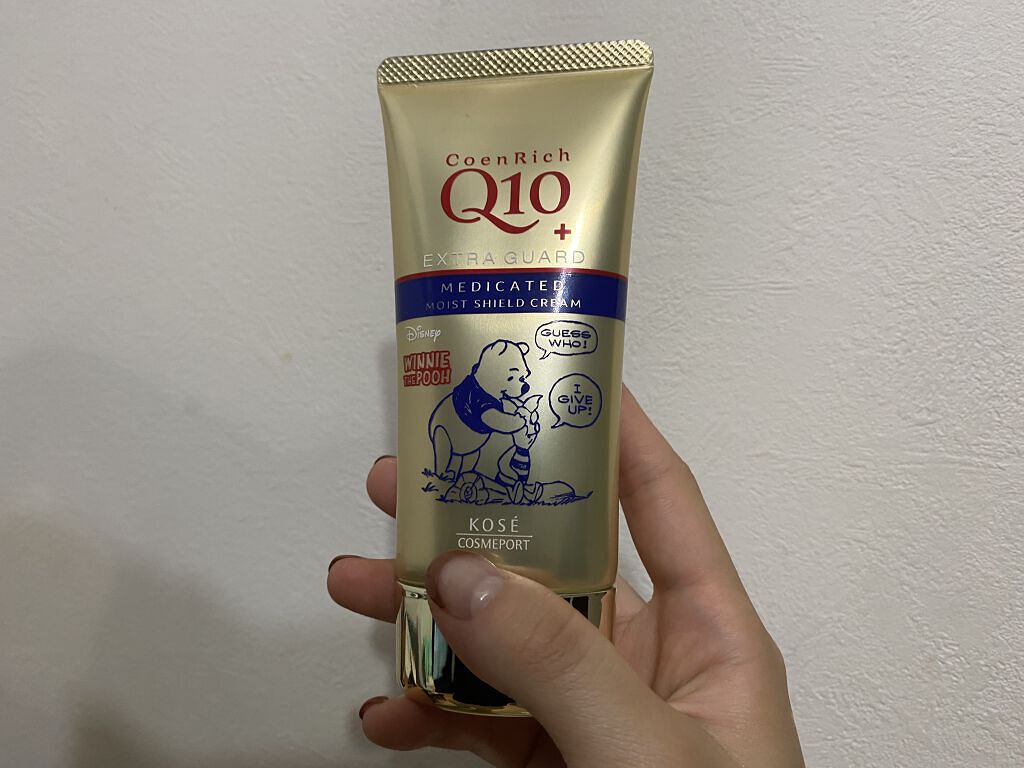 CoenRich
Q10
+
EXTRA GUARD
MEDICATED
MOIST SHIELD CREAM
Disney
WINNIE
THE POOH
GUESS
WHO!
I
GIVE
UP!
KOSÉ
COSMEPORT